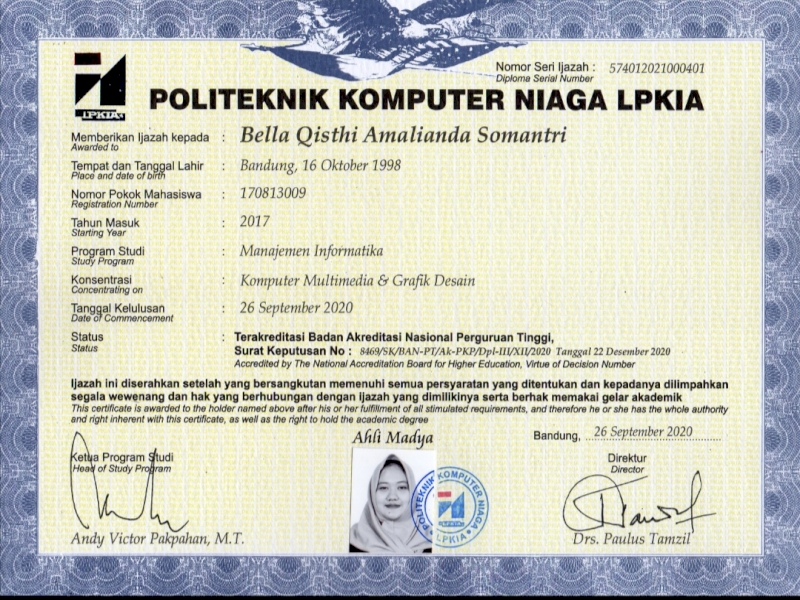 Nomor Seri Ijazah : 574012021000401
Diploma Serial Number
LPKIA
POLITEKNIK KOMPUTER NIAGA LPKIA
Memberikan Ijazah kepada : Bella Qisthi Amalianda Somantri
Awarded to
Tempat dan Tanggal Lahir : Bandung, 16 Oktober 1998
Place and date of birth
Nomor Pokok Mahasiswa : 170813009
Registration Number
Tahun Masuk : 2017
Starting Year
Program Studi : Manajemen Informatika
Study Program
Konsentrasi : Komputer Multimedia & Grafik Desain
Concentrating on
Tanggal Kelulusan : 26 September 2020
Date of Commencement
Status : Terakreditasi Badan Akreditasi Nasional Perguruan Tinggi,
Status Surat Keputusan No : 8469/SK/BAN-PT/Ak-PKP/Dpl-III/XII/2020 Tanggal 22 Desember 2020
Accredited by The National Accreditation Board for Higher Education, Virtue of Decision Number
Ijazah ini diserahkan setelah yang bersangkutan memenuhi semua persyaratan yang ditentukan dan kepadanya dilimpahkan
segala wewenang dan hak yang berhubungan dengan ijazah yang dimilikinya serta berhak memakai gelar akademik
This certificate is awarded to the holder named above after his or her fulfillment of all stimulated requirements, and therefore he or she has the whole authority
and right inherent with this certificate, as well as the right to hold the academic degree
Ahli Madya
Bandung, 26 September 2020
Ketua Program Studi
Head of Study Program
Direktur
Director
POLITEKNIK KOMPUTER NIAGA
LPKIA
Andy Victor Pakpahan, M.T.
Drs. Paulus Tamzil